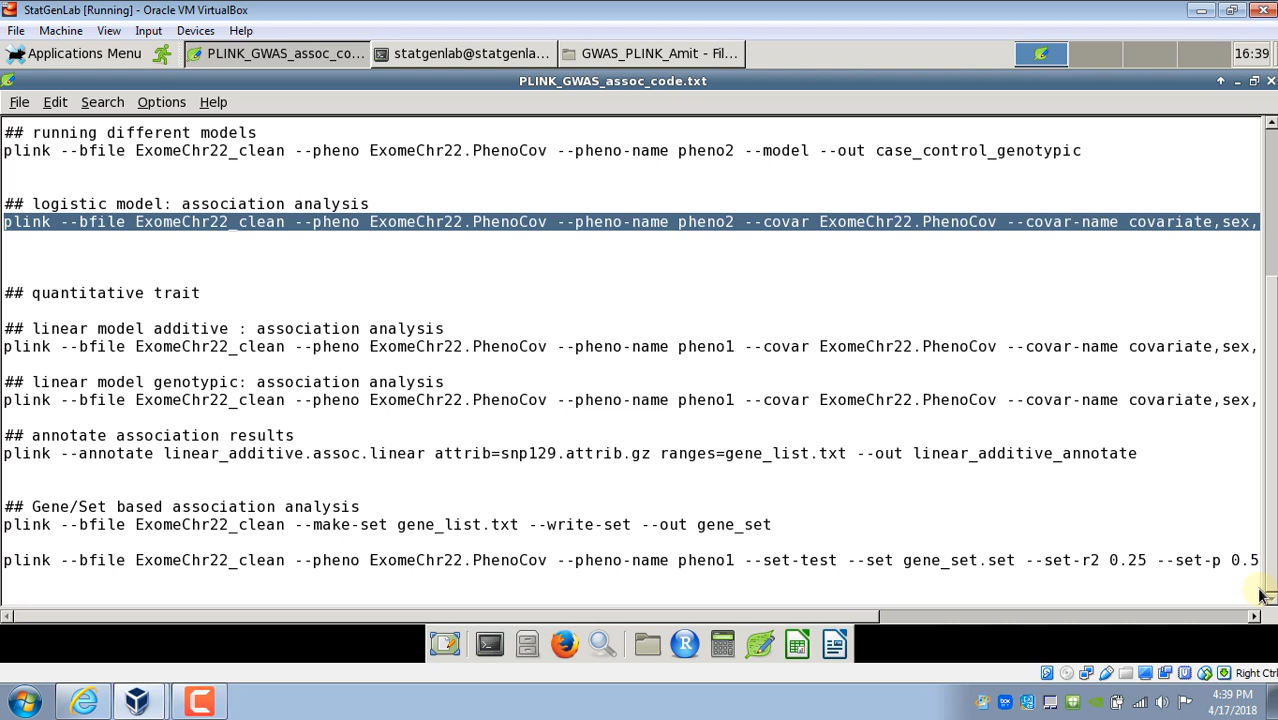 StatGenLab [Running] - Oracle VM VirtualBox
File Machine View Input Devices Help
Applications Menu PLINK_GWAS_assoc_co... statgenlab@statgenla... GWAS_PLINK_Amit - Fil... 16:39
PLINK_GWAS_assoc_code.txt
File Edit Search Options Help
## running different models
plink --bfile ExomeChr22_clean --pheno ExomeChr22.PhenoCov --pheno-name pheno2 --model --out case_control_genotypic
## logistic model: association analysis
plink --bfile ExomeChr22_clean --pheno ExomeChr22.PhenoCov --pheno-name pheno2 --covar ExomeChr22.PhenoCov --covar-name covariate,sex,
## quantitative trait
## linear model additive : association analysis
plink --bfile ExomeChr22_clean --pheno ExomeChr22.PhenoCov --pheno-name pheno1 --covar ExomeChr22.PhenoCov --covar-name covariate,sex,
## linear model genotypic: association analysis
plink --bfile ExomeChr22_clean --pheno ExomeChr22.PhenoCov --pheno-name pheno1 --covar ExomeChr22.PhenoCov --covar-name covariate,sex,
## annotate association results
plink --annotate linear_additive.assoc.linear attrib=snp129.attrib.gz ranges=gene_list.txt --out linear_additive_annotate
## Gene/Set based association analysis
plink --bfile ExomeChr22_clean --make-set gene_list.txt --write-set --out gene_set
plink --bfile ExomeChr22_clean --pheno ExomeChr22.PhenoCov --pheno-name pheno1 --set-test --set gene_set.set --set-r2 0.25 --set-p 0.5
Right Ctrl
4:39 PM
4/17/2018